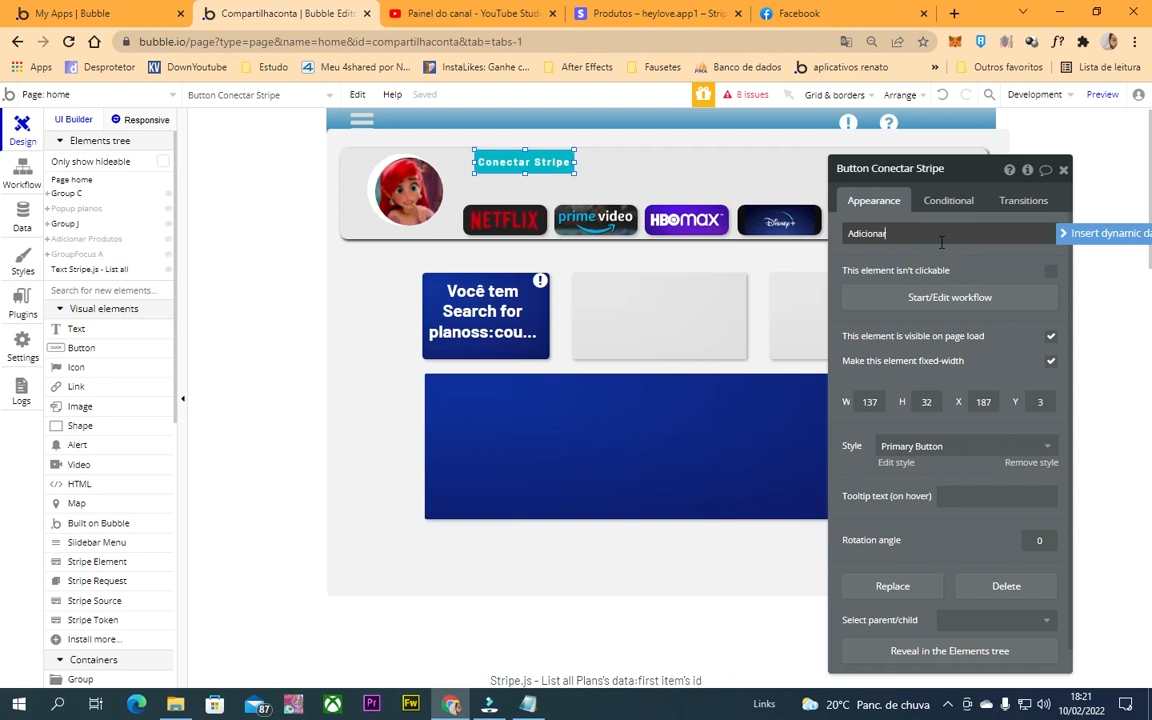 My Apps | Bubble
Compartilhaconta | Bubble Edito
Painel do canal - YouTube Studi
Produtos – heylove.app1 – Strip
Facebook
bubble.io/page?type=page&name=home&id=compartilhaconta&tab=tabs-1
Apps
Desprotetor
DownYoutube
Estudo
Meu 4shared por N...
InstaLikes: Ganhe c...
After Effects
Fausetes
Banco de dados
aplicativos renato
»
Outros favoritos
Lista de leitura
Page: home
Button Conectar Stripe
Edit
Help
Saved
8 issues
Grid & borders
Arrange
Development
Preview
Design
Workflow
Data
Styles
Plugins
Settings
Logs
UI Builder
Responsive
Elements tree
Only show hideable
Page home
Group C
Popup planos
Group J
Adicionar Produtos
GroupFocus A
Text Stripe.js - List all
Search for new elements...
Visual elements
Text
Button
Icon
Link
Image
Shape
Alert
Video
HTML
Map
Built on Bubble
Slidebar Menu
Stripe Element
Stripe Request
Stripe Source
Stripe Token
Install more...
Containers
Group
Conectar Stripe
NETFLIX
prime video
HBOmax
Disney+
Você tem
Search for
planoss:cou...
Stripe.js - List all Plans's data:first item's id
Button Conectar Stripe
Appearance
Conditional
Transitions
Adicionar
Insert dynamic da
This element isn't clickable
Start/Edit workflow
This element is visible on page load
Make this element fixed-width
W 137 H 32 X 187 Y 3
Style Primary Button
Edit style Remove style
Tooltip text (on hover)
Rotation angle 0
Replace Delete
Select parent/child
Reveal in the Elements tree
87
Links
20°C Panc. de chuva
18:21
10/02/2022